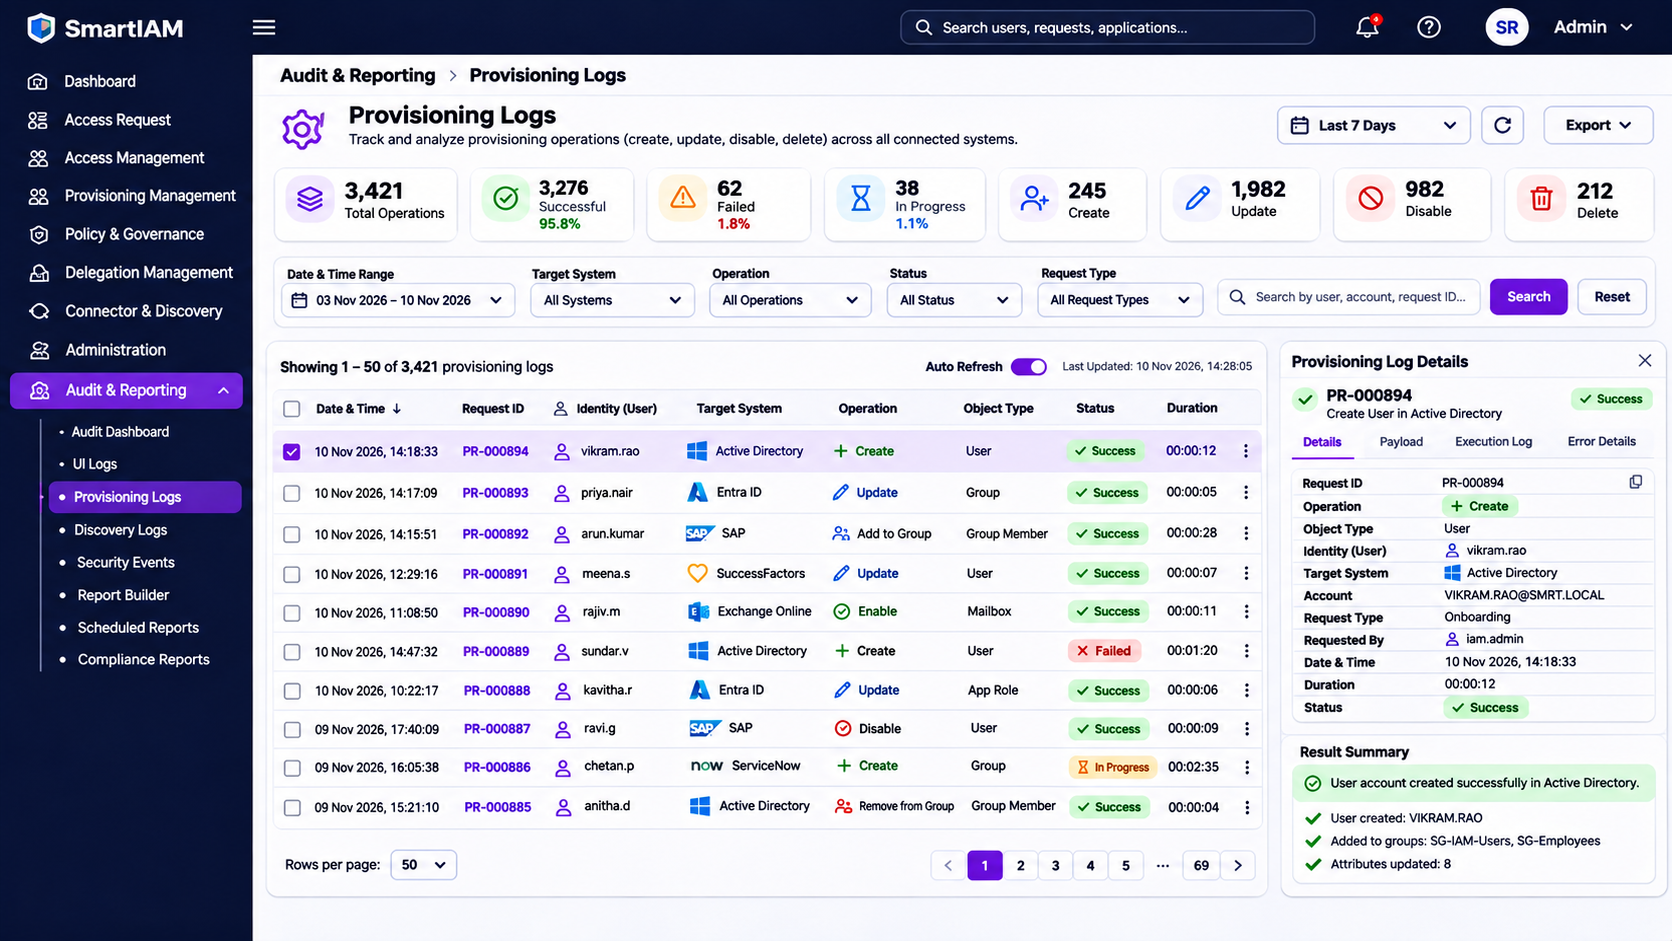 SmartIAM
Search users, requests, applications...
SR
Admin
Dashboard
Access Request
Access Management
Provisioning Management
Policy & Governance
Delegation Management
Connector & Discovery
Administration
Audit & Reporting
Audit Dashboard
UI Logs
Provisioning Logs
Discovery Logs
Security Events
Report Builder
Scheduled Reports
Compliance Reports
Audit & Reporting > Provisioning Logs
Provisioning Logs
Track and analyze provisioning operations (create, update, disable, delete) across all connected systems.
Last 7 Days
Export
3,421
Total Operations
3,276
Successful
95.8%
62
Failed
1.8%
38
In Progress
1.1%
245
Create
1,982
Update
982
Disable
212
Delete
Date & Time Range
03 Nov 2026 – 10 Nov 2026
Target System
All Systems
Operation
All Operations
Status
All Status
Request Type
All Request Types
Search by user, account, request ID...
Search
Reset
Showing 1 – 50 of 3,421 provisioning logs
Auto Refresh
Last Updated: 10 Nov 2026, 14:28:05
Date & Time ↓ Request ID Identity (User) Target System Operation Object Type Status Duration
10 Nov 2026, 14:18:33 PR-000894 vikram.rao Active Directory Create User Success 00:00:12
10 Nov 2026, 14:17:09 PR-000893 priya.nair Entra ID Update Group Success 00:00:05
10 Nov 2026, 14:15:51 PR-000892 arun.kumar SAP SAP Add to Group Group Member Success 00:00:28
10 Nov 2026, 12:29:16 PR-000891 meena.s SuccessFactors Update User Success 00:00:07
10 Nov 2026, 11:08:50 PR-000890 rajiv.m Exchange Online Enable Mailbox Success 00:00:11
10 Nov 2026, 14:47:32 PR-000889 sundar.v Active Directory Create User Failed 00:01:20
10 Nov 2026, 10:22:17 PR-000888 kavitha.r Entra ID Update App Role Success 00:00:06
09 Nov 2026, 17:40:09 PR-000887 ravi.g SAP SAP Disable User Success 00:00:09
09 Nov 2026, 16:05:38 PR-000886 chetan.p now ServiceNow Create Group In Progress 00:02:35
09 Nov 2026, 15:21:10 PR-000885 anitha.d Active Directory Remove from Group Group Member Success 00:00:04
Rows per page: 50
< 1 2 3 4 5 ... 69 >
Provisioning Log Details
PR-000894
Create User in Active Directory
Success
Details Payload Execution Log Error Details
Request ID PR-000894
Operation Create
Object Type User
Identity (User) vikram.rao
Target System Active Directory
Account VIKRAM.RAO@SMRT.LOCAL
Request Type Onboarding
Requested By iam.admin
Date & Time 10 Nov 2026, 14:18:33
Duration 00:00:12
Status Success
Result Summary
User account created successfully in Active Directory.
User created: VIKRAM.RAO
Added to groups: SG-IAM-Users, SG-Employees
Attributes updated: 8